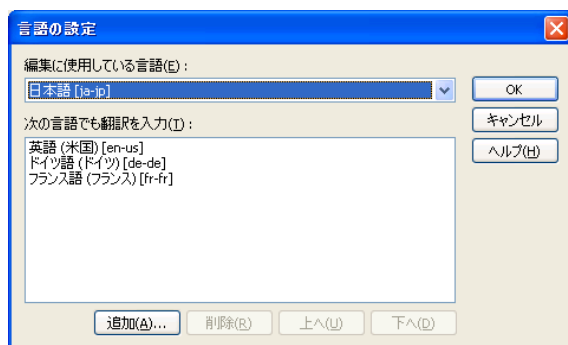 言語の設定
編集に使用している言語(E):
日本語 [ja-jp]
OK
キャンセル
ヘルプ(H)
次の言語でも翻訳を入力(I):
英語 (米国) [en-us]
ドイツ語 (ドイツ) [de-de]
フランス語 (フランス) [fr-fr]
追加(A)...
削除(R)
上へ(U)
下へ(D)